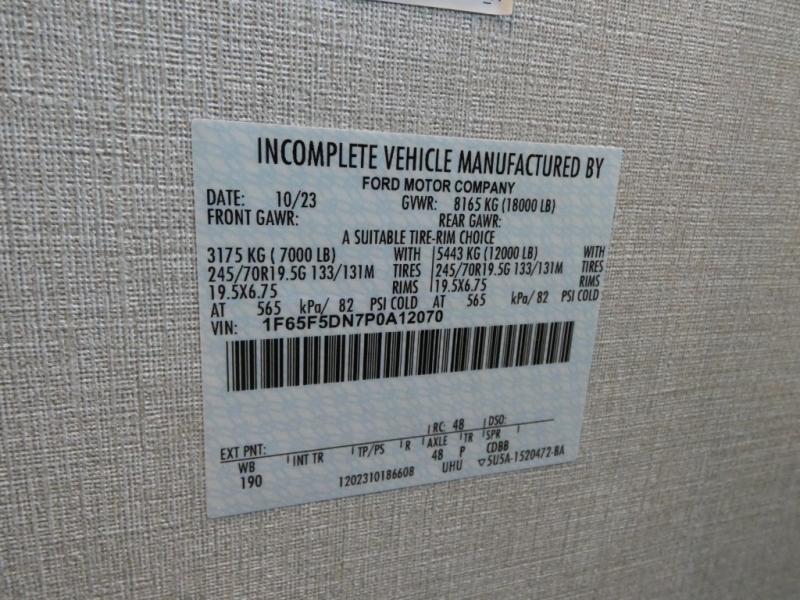 INCOMPLETE VEHICLE MANUFACTURED BY
FORD MOTOR COMPANY
DATE: 10/23 GVWR: 8165 KG (18000 LB)
FRONT GAWR: REAR GAWR:
A SUITABLE TIRE-RIM CHOICE
3175 KG ( 7000 LB) WITH 5443 KG (12000 LB) WITH
245/70R19.5G 133/131M TIRES 245/70R19.5G 133/131M TIRES
19.5X6.75 RIMS 19.5X6.75 RIMS
AT 565 kPa/ 82 PSI COLD AT 565 kPa/ 82 PSI COLD
VIN: 1F65F5DN7P0A12070
RC: 48 DSO:
EXT PNT: INT TR TP/PS R AXLE TR SPR
WB 48 P CDBB
190 1202310186608 UHU ▽5U5A-1520472-BA